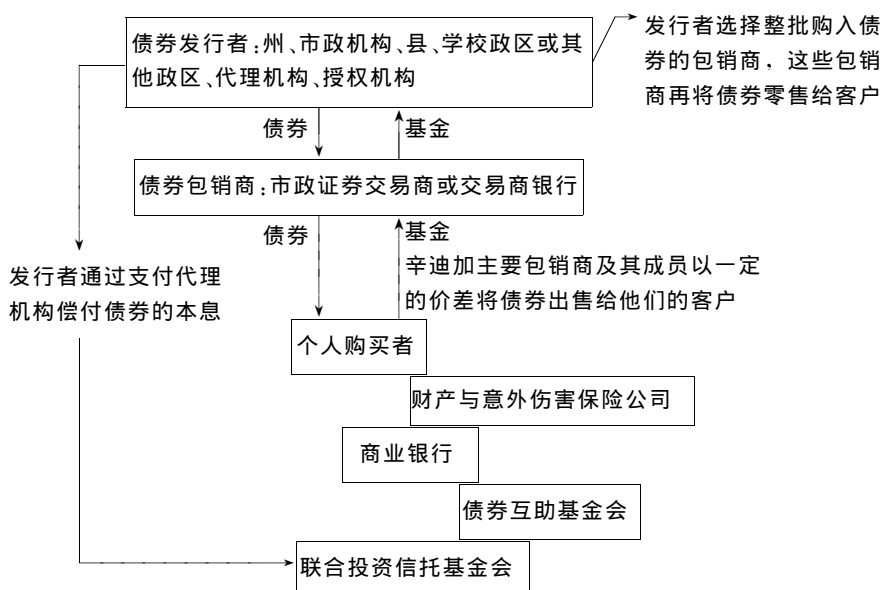 债券发行者:州、市政机构、县、学校政区或其
他政区、代理机构、授权机构
发行者选择整批购入债
券的包销商，这些包销
商再将债券零售给客户
债券
基金
债券包销商:市政证券交易商或交易商银行
债券
基金
辛迪加主要包销商及其成员以一定
的价差将债券出售给他们的客户
发行者通过支付代理
机构偿付债券的本息
个人购买者
财产与意外伤害保险公司
商业银行
债券互助基金会
联合投资信托基金会